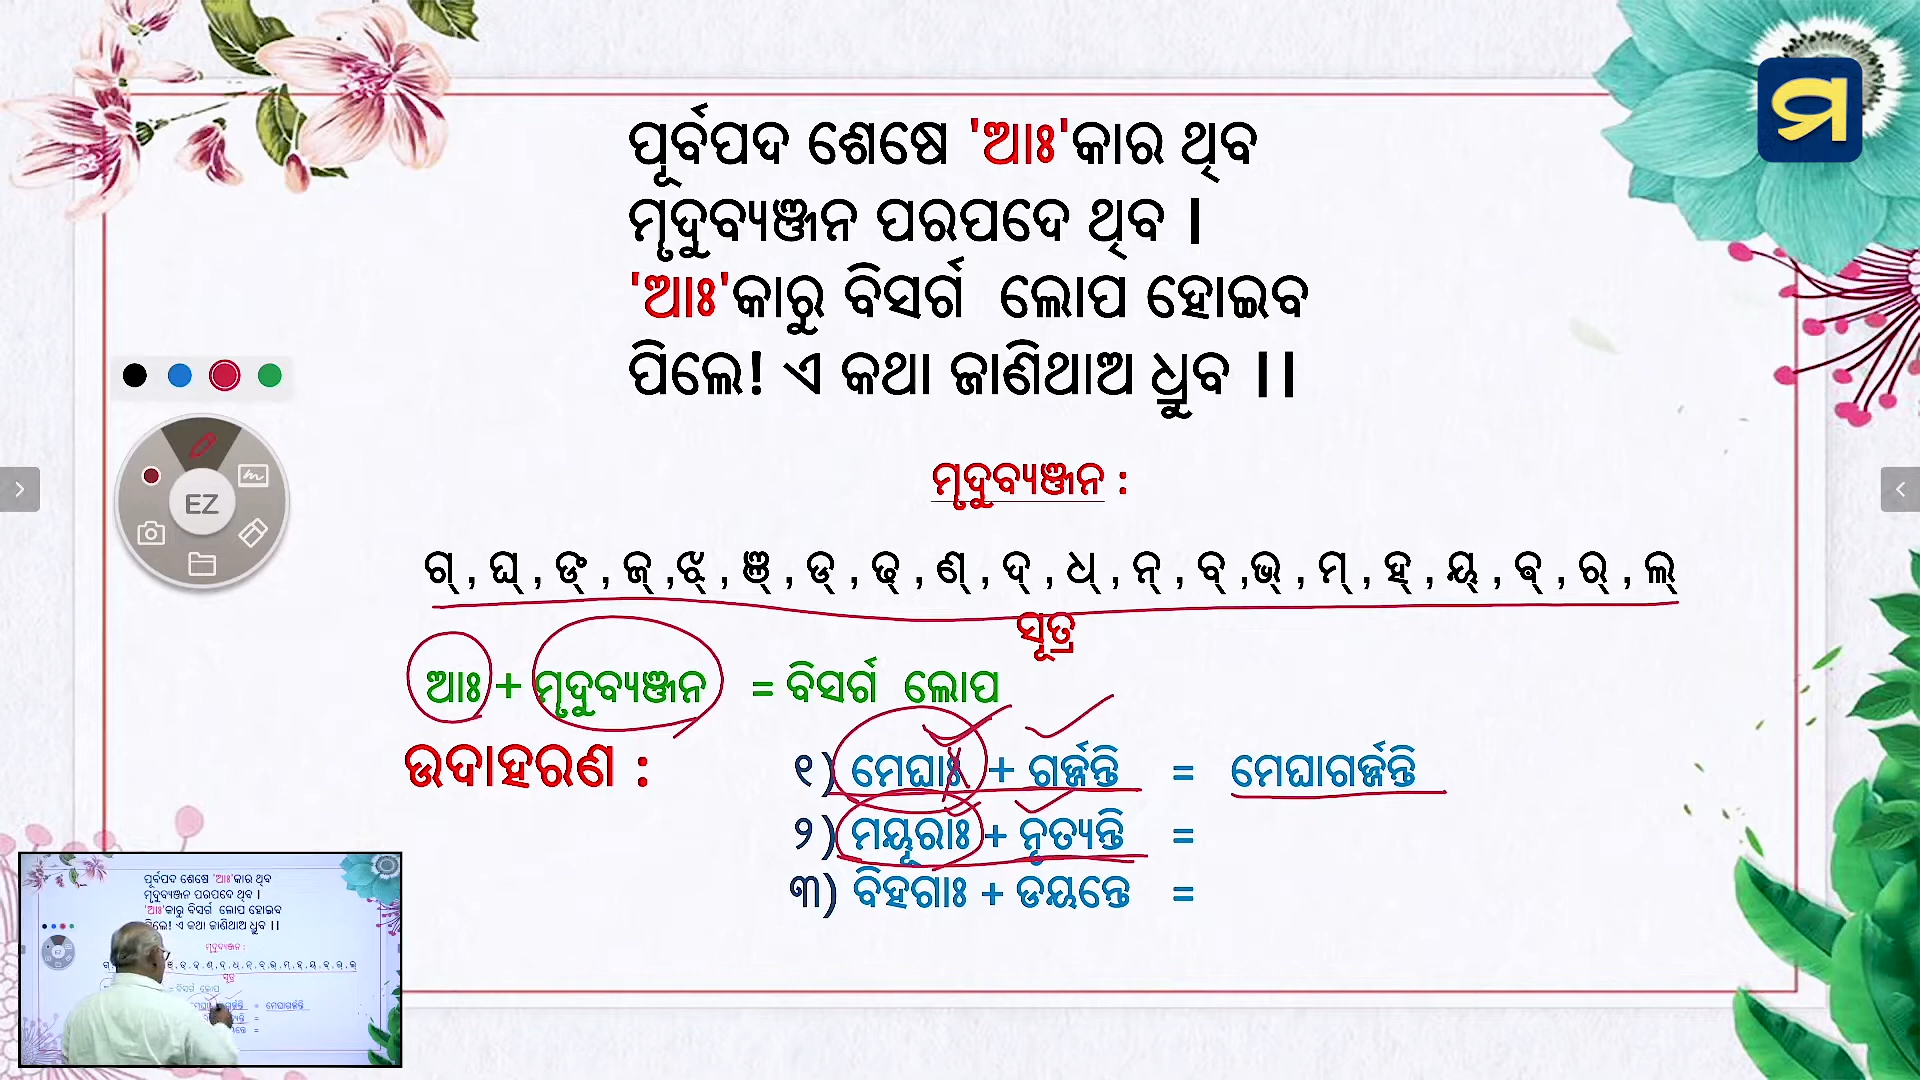 ପୂର୍ବପଦ ଶେଷେ 'ଆଃ'କାର ଥିବ
ମୃଦୁବ୍ୟଞ୍ଜନ ପରପଦେ ଥିବ ।
'ଆଃ'କାରୁ ବିସର୍ଗ ଲୋପ ହୋଇବ
ପିଲେ! ଏ କଥା ଜାଣିଥାଅ ଧ୍ରୁବ ।।
ମୃଦୁବ୍ୟଞ୍ଜନ :
ଗ୍ , ଘ୍ , ଙ୍ , ଜ୍ ,ଝ୍ , ଞ୍ , ଡ୍ , ଢ୍ , ଣ୍ , ଦ୍ , ଧ୍ , ନ୍ , ବ୍ ,ଭ୍ , ମ୍ , ହ୍ , ୟ୍ , ଵ୍ , ର୍ , ଲ୍
ସୂତ୍ର
ଆଃ + ମୃଦୁବ୍ୟଞ୍ଜନ = ବିସର୍ଗ ଲୋପ
ଉଦାହରଣ :
୧) ମେଘାଃ + ଗର୍ଜ୍ଜନ୍ତି = ମେଘାଗର୍ଜ୍ଜନ୍ତି
୨) ମୟୂରାଃ + ନୃତ୍ୟନ୍ତି =
୩) ବିହଗାଃ + ଡୟନ୍ତେ =
EZ
ମ